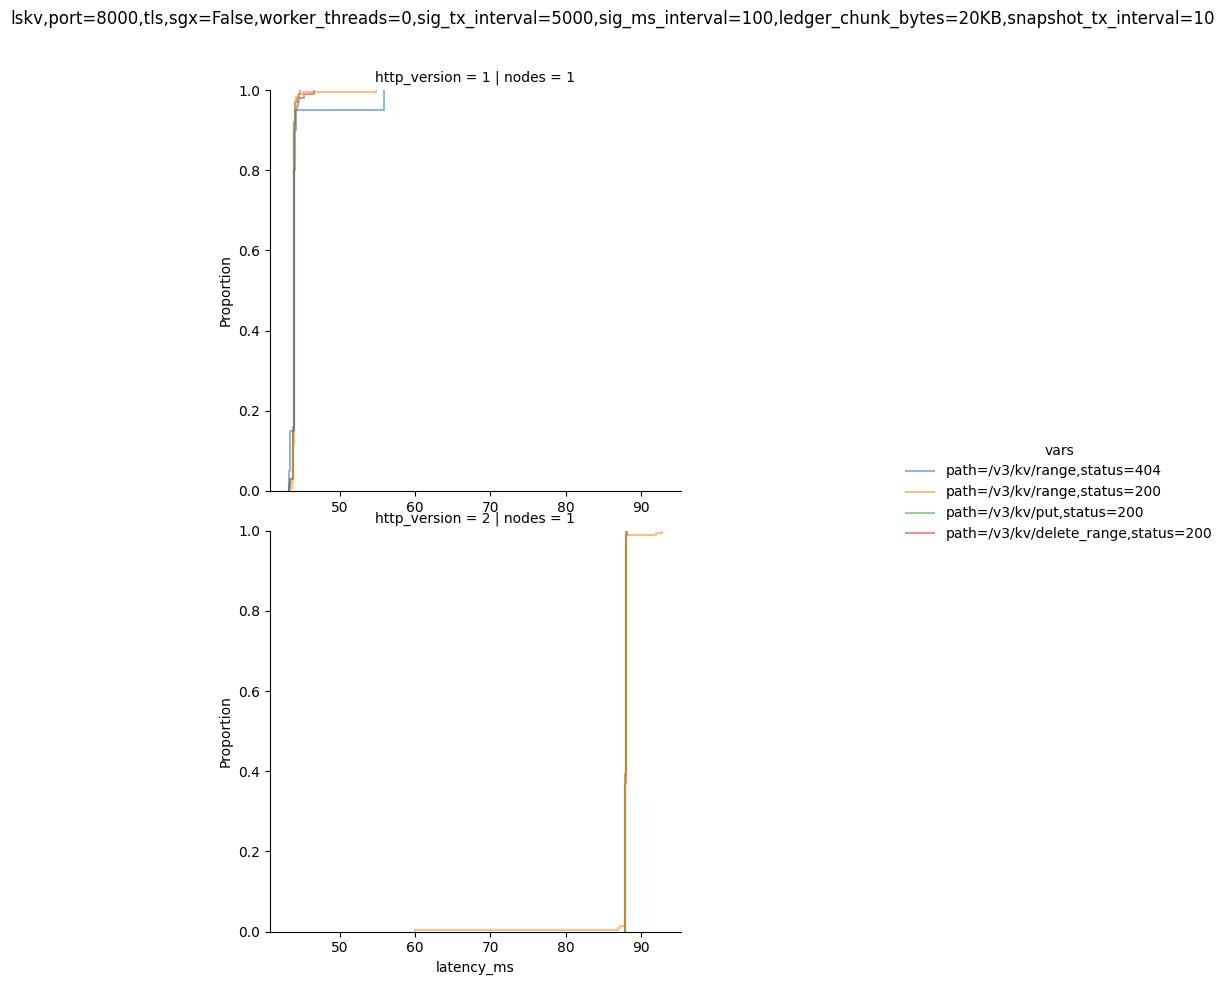 lskv,port=8000,tls,sgx=False,worker_threads=0,sig_tx_interval=5000,sig_ms_interval=100,ledger_chunk_bytes=20KB,snapshot_tx_interval=10
http_version = 1 | nodes = 1
1.0
0.8
0.6
0.4
0.2
0.0
Proportion
50 60 70 80 90
http_version = 2 | nodes = 1
1.0
0.8
0.6
0.4
0.2
0.0
Proportion
50 60 70 80 90
latency_ms
vars
path=/v3/kv/range,status=404
path=/v3/kv/range,status=200
path=/v3/kv/put,status=200
path=/v3/kv/delete_range,status=200